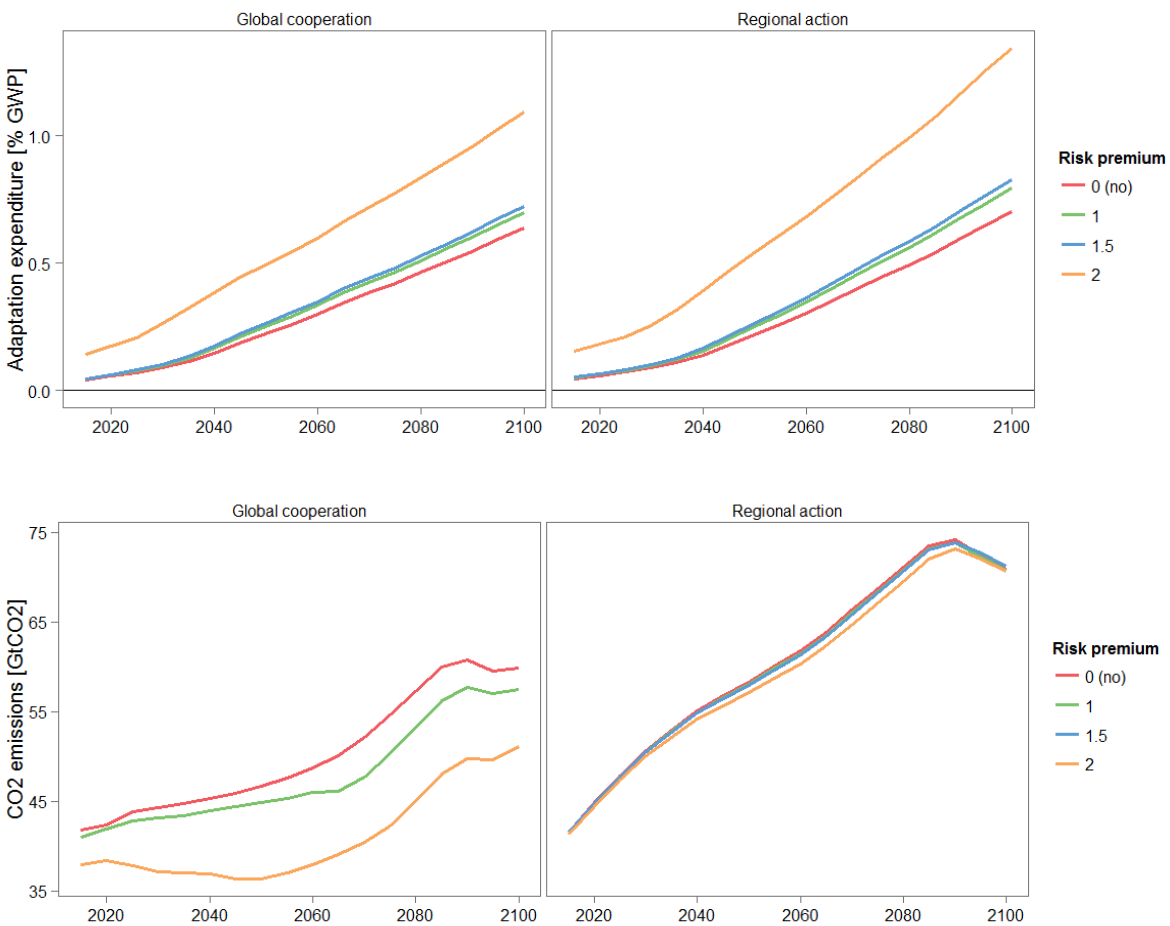 Global cooperation
Regional action
Adaptation expenditure [% GWP]
1.0
0.5
0.0
2020 2040 2060 2080 2100
2020 2040 2060 2080 2100
Risk premium
0 (no)
1
1.5
2
Global cooperation
Regional action
CO2 emissions [GtCO2]
75
65
55
45
35
2020 2040 2060 2080 2100
2020 2040 2060 2080 2100
Risk premium
0 (no)
1
1.5
2